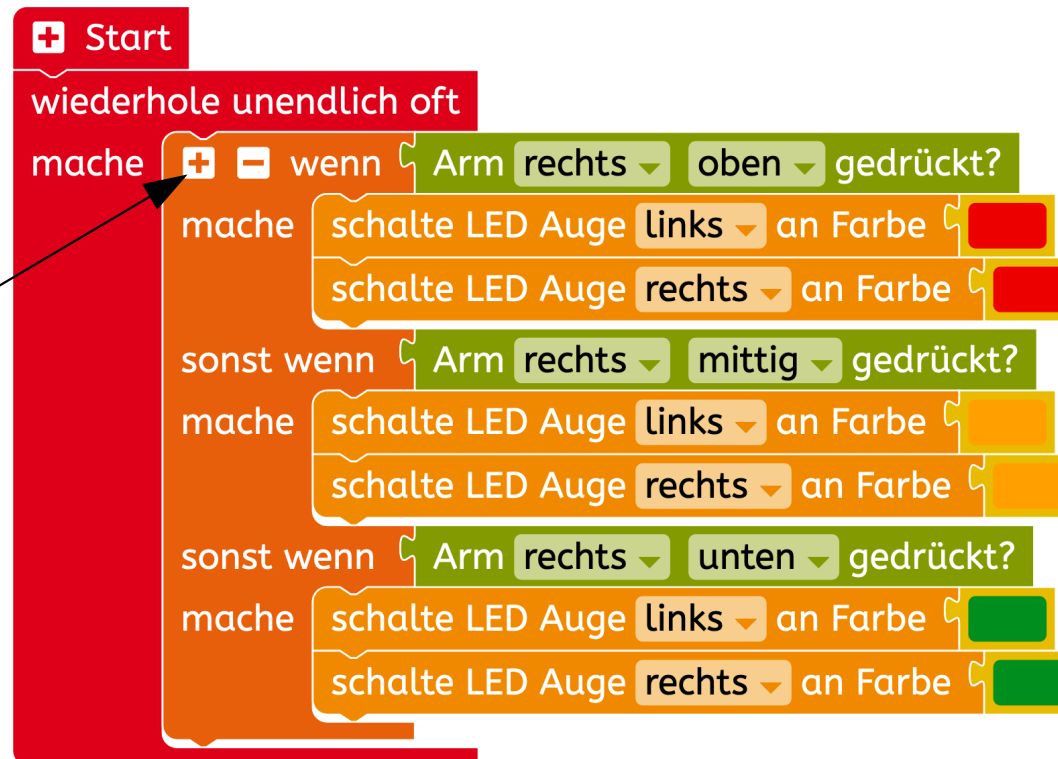 Start
wiederhole unendlich oft
mache wenn Arm rechts oben gedrückt?
mache schalte LED Auge links an Farbe
schalte LED Auge rechts an Farbe
sonst wenn Arm rechts mittig gedrückt?
mache schalte LED Auge links an Farbe
schalte LED Auge rechts an Farbe
sonst wenn Arm rechts unten gedrückt?
mache schalte LED Auge links an Farbe
schalte LED Auge rechts an Farbe